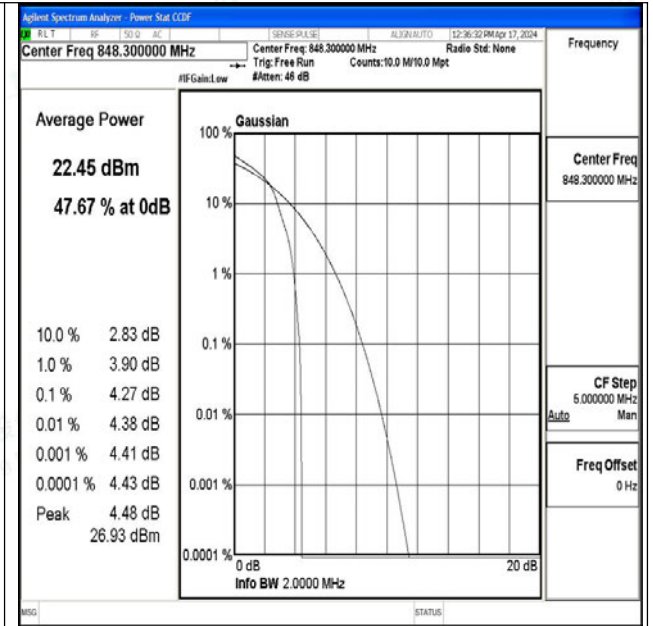 Agilent Spectrum Analyzer - Power Stat CCDF
RL T RF 50 Ω AC SENSE:PULSE ALIGN AUTO 12:36:32 PM Apr 17, 2024
Center Freq 848.300000 MHz
Center Freq: 848.300000 MHz Radio Std: None
Trig: Free Run Counts:10.0 M/10.0 Mpt
#IFGain:Low #Atten: 46 dB
Frequency
Average Power
22.45 dBm
47.67 % at 0dB
10.0 % 2.83 dB
1.0 % 3.90 dB
0.1 % 4.27 dB
0.01 % 4.38 dB
0.001 % 4.41 dB
0.0001 % 4.43 dB
Peak 4.48 dB
26.93 dBm
Gaussian
100 %
10 %
1 %
0.1 %
0.01 %
0.001 %
0.0001 %
0 dB 20 dB
Info BW 2.0000 MHz
Center Freq
848.300000 MHz
CF Step
5.000000 MHz
Auto Man
Freq Offset
0 Hz
MSG STATUS